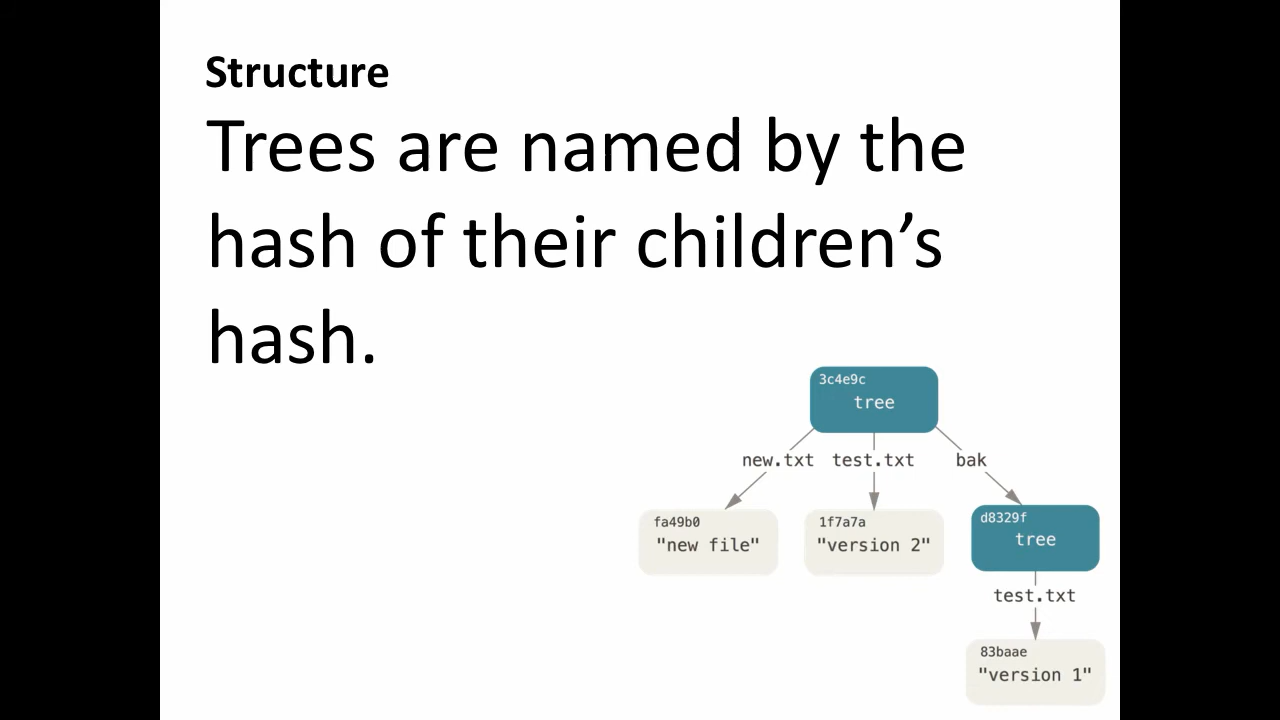 Structure
Trees are named by the
hash of their children’s
hash.
3c4e9c
tree
new.txt test.txt bak
fa49b0
"new file"
1f7a7a
"version 2"
d8329f
tree
test.txt
83baae
"version 1"